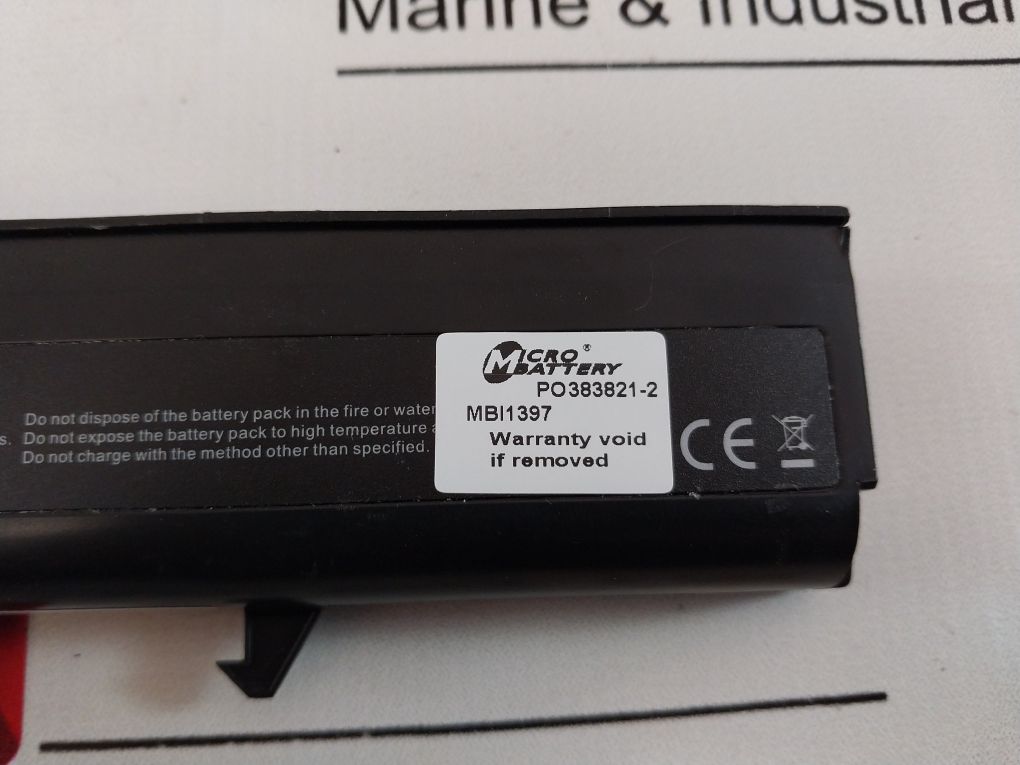 Marine & Industrial
MICRO ®
BATTERY
PO383821-2
MBI1397
Warranty void
if removed
Do not dispose of the battery pack in the fire or water
s. Do not expose the battery pack to high temperature
Do not charge with the method other than specified.
CE